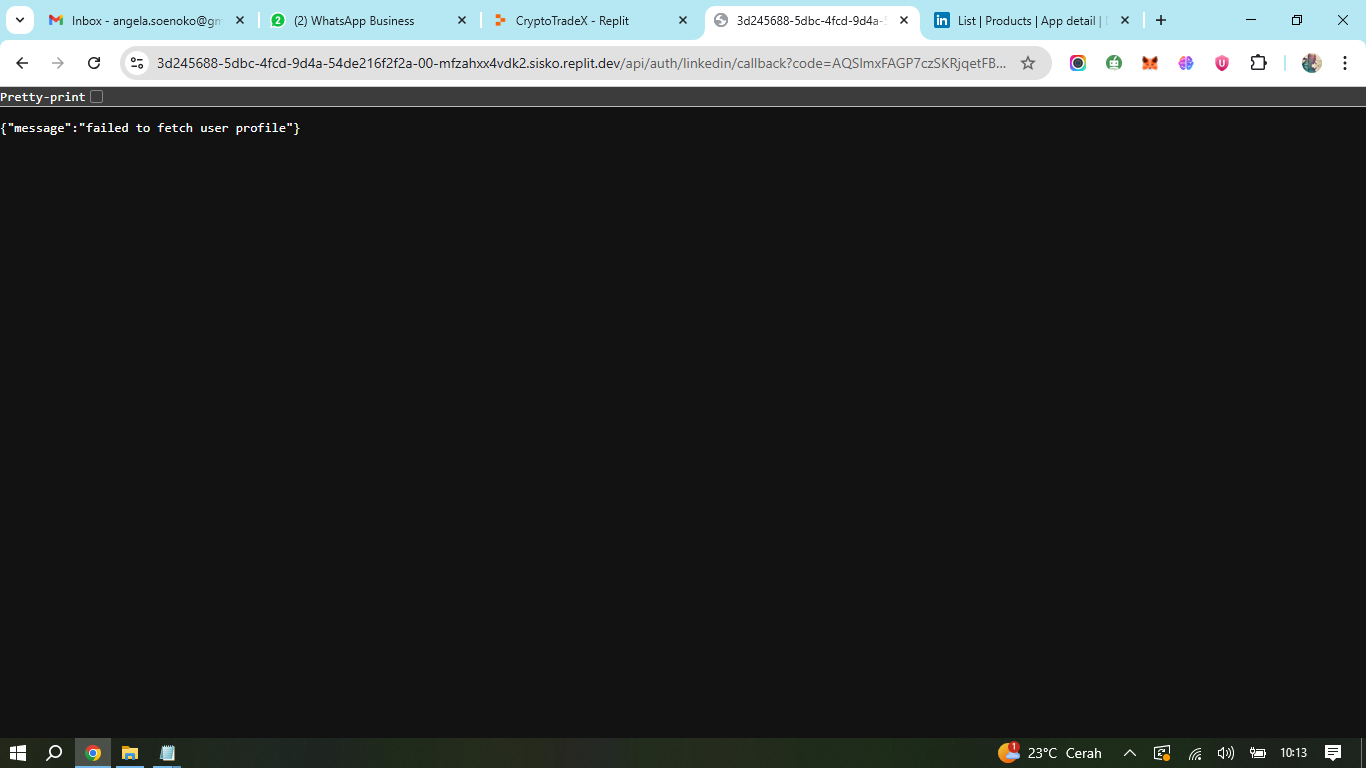 Inbox - angela.soenoko@gm
(2) WhatsApp Business
CryptoTradeX - Replit
3d245688-5dbc-4fcd-9d4a-5
List | Products | App detail |
3d245688-5dbc-4fcd-9d4a-54de216f2f2a-00-mfzahxx4vdk2.sisko.replit.dev/api/auth/linkedin/callback?code=AQSlmxFAGP7czSKRjqetFB...
Pretty-print
{"message":"failed to fetch user profile"}
1
23°C Cerah
10:13